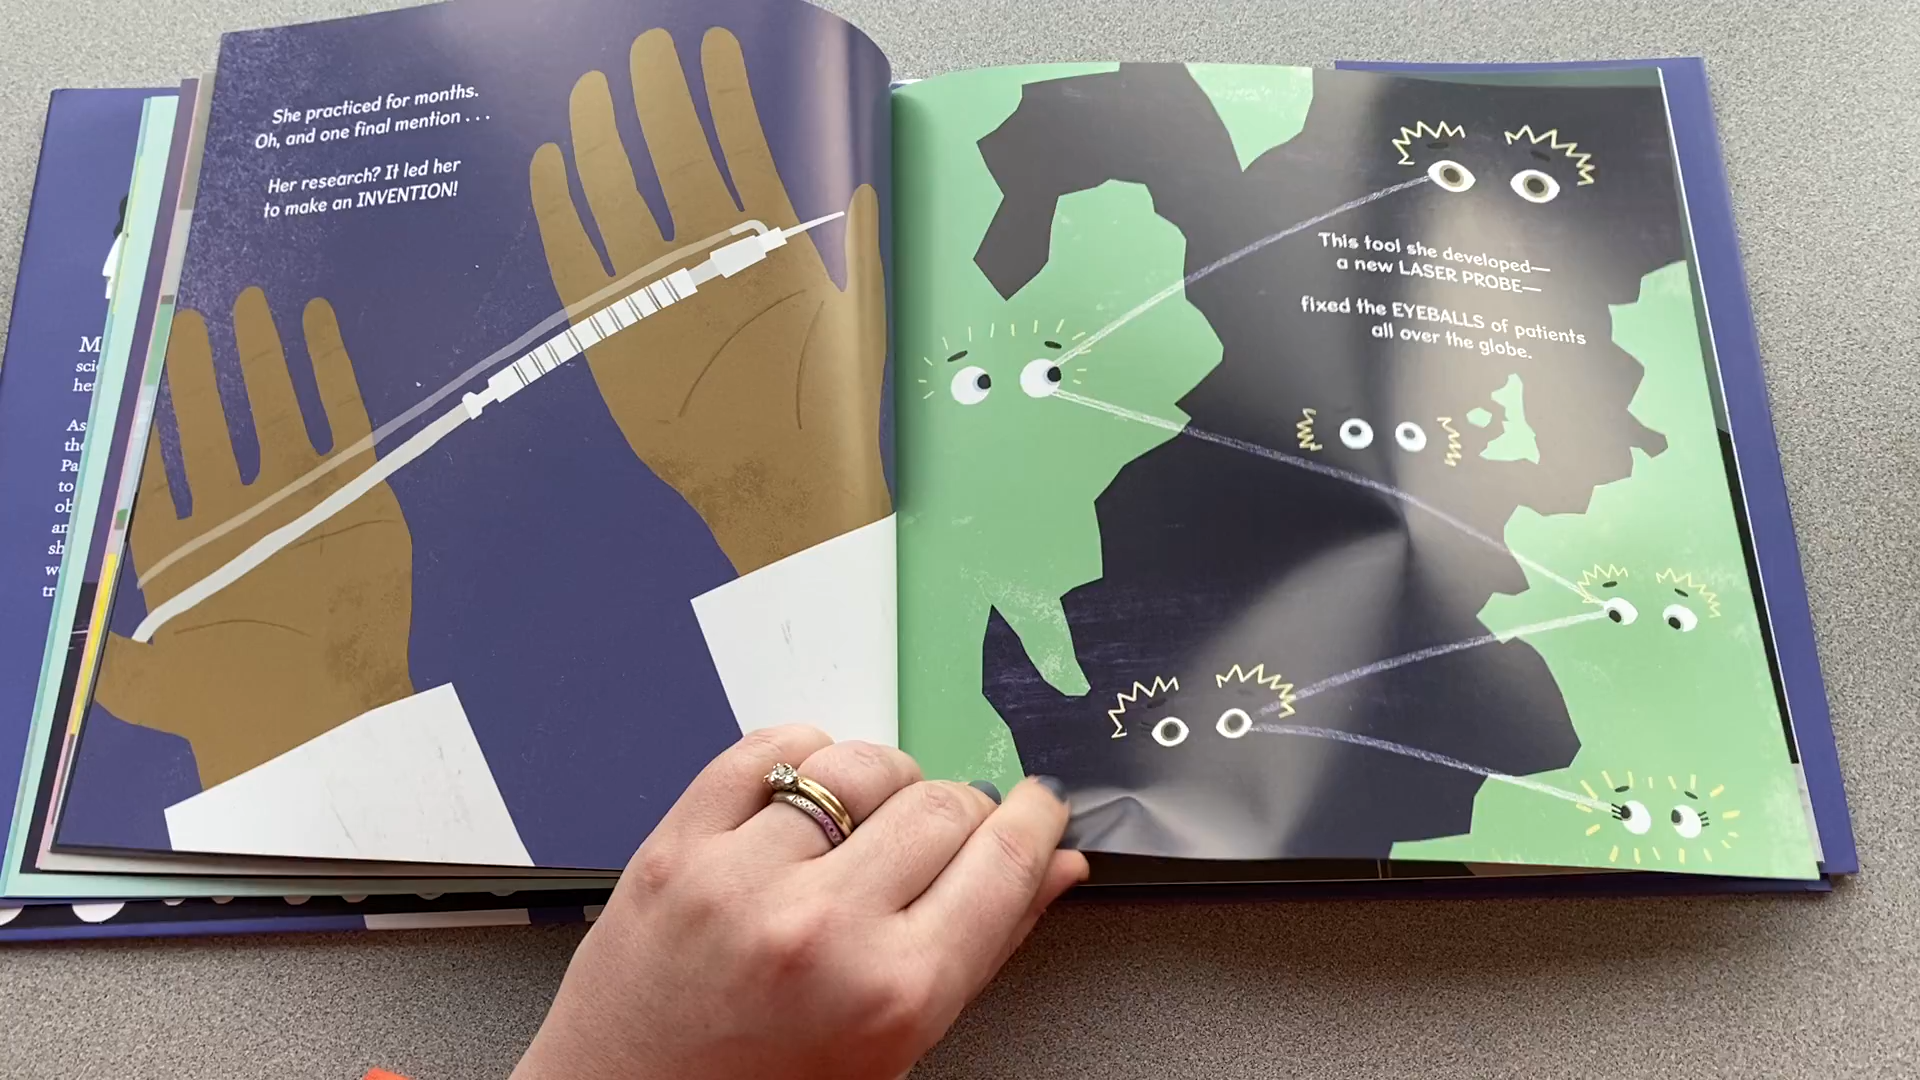 She practiced for months.
Oh, and one final mention . . .
Her research? It led her
to make an INVENTION!
This tool she developed—
a new LASER PROBE—
fixed the EYEBALLS of patients
all over the globe.